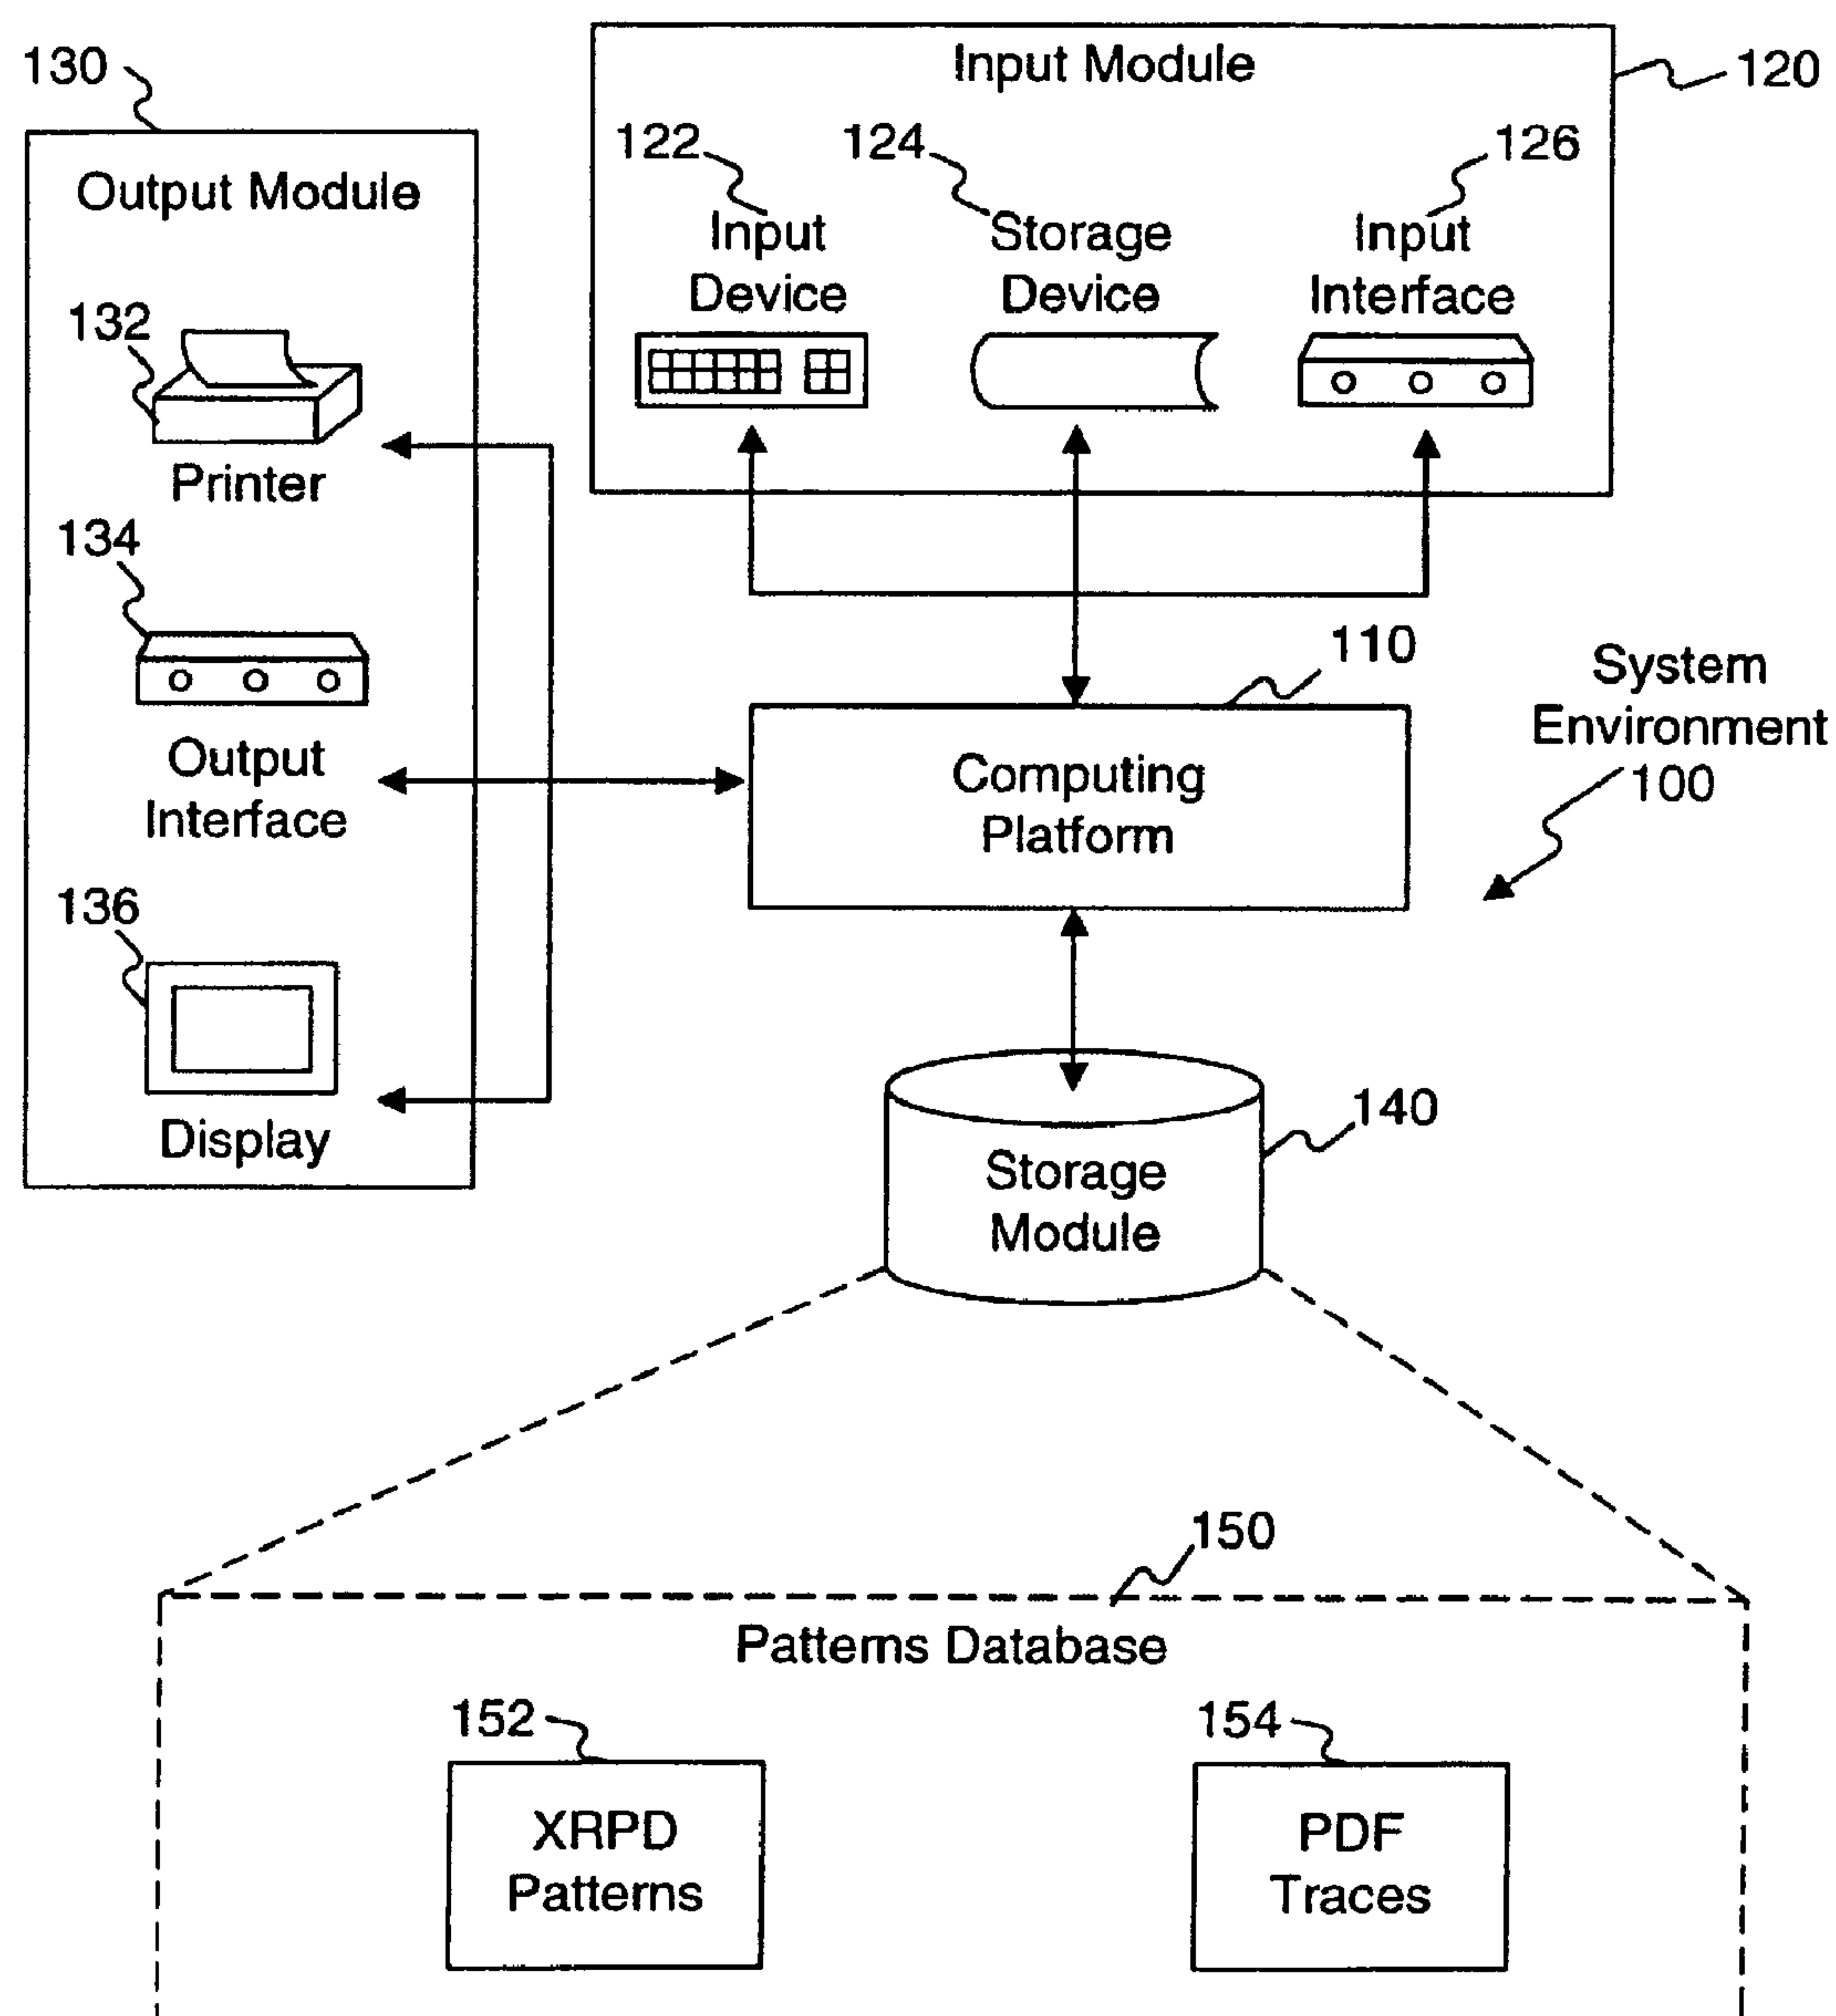 130
Output Module
132
Printer
134
Output
Interface
136
Display
Input Module
120
122
Input
Device
124
Storage
Device
126
Input
Interface
110
Computing
Platform
System
Environment
100
140
Storage
Module
150
Patterns Database
152
XRPD
Patterns
154
PDF
Traces